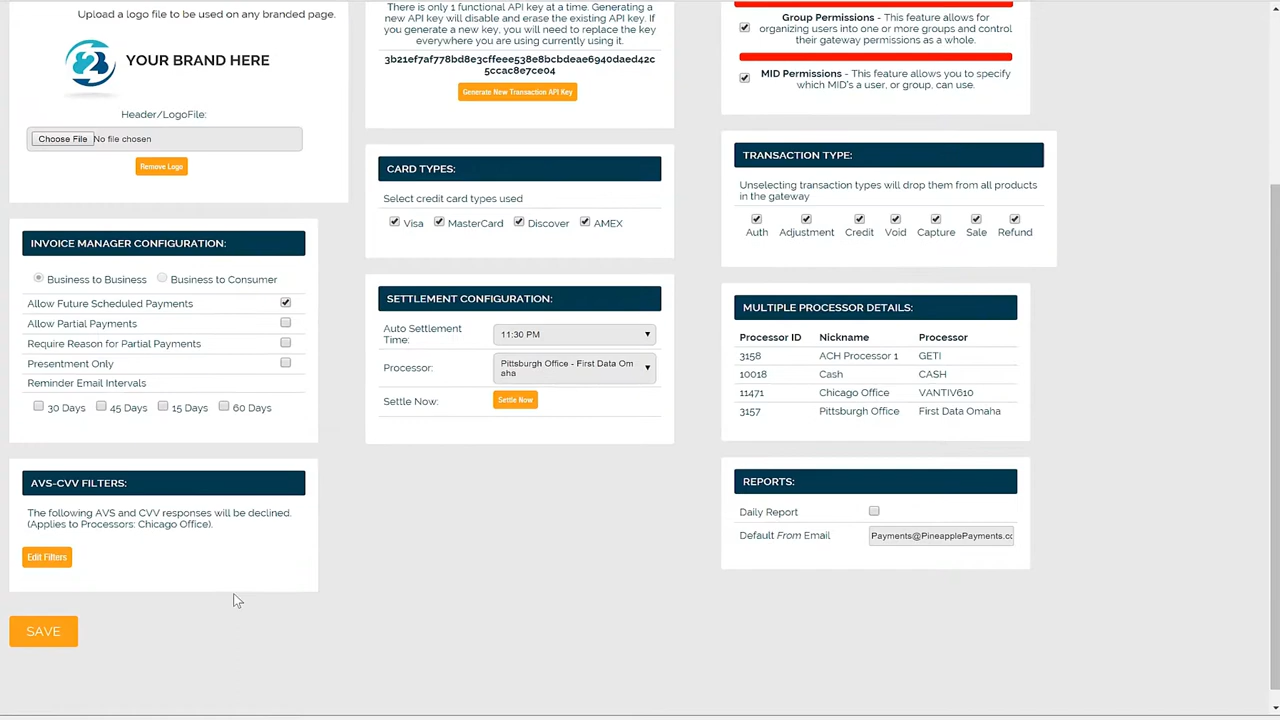 Upload a logo file to be used on any branded page.
YOUR BRAND HERE
Header/LogoFile:
Choose File No file chosen
Remove Logo
INVOICE MANAGER CONFIGURATION:
Business to Business Business to Consumer
Allow Future Scheduled Payments
Allow Partial Payments
Require Reason for Partial Payments
Presentment Only
Reminder Email Intervals
30 Days 45 Days 15 Days 60 Days
AVS-CVV FILTERS:
The following AVS and CVV responses will be declined.
(Applies to Processors: Chicago Office).
Edit Filters
SAVE
There is only 1 functional API key at a time. Generating a
new API key will disable and erase the existing API key. If
you generate a new key, you will need to replace the key
everywhere you are using currently using it.
3b21ef7af778bd8e3cffeee538e8bcbdeae6940daed42c
5ccac8e7ce04
Generate New Transaction API Key
CARD TYPES:
Select credit card types used
Visa MasterCard Discover AMEX
SETTLEMENT CONFIGURATION:
Auto Settlement
Time:
11:30 PM
Processor:
Pittsburgh Office - First Data Om
aha
Settle Now:
Settle Now
Group Permissions - This feature allows for
organizing users into one or more groups and control
their gateway permissions as a whole.
MID Permissions - This feature allows you to specify
which MID's a user, or group, can use.
TRANSACTION TYPE:
Unselecting transaction types will drop them from all products
in the gateway
Auth Adjustment Credit Void Capture Sale Refund
MULTIPLE PROCESSOR DETAILS:
Processor ID Nickname Processor
3158 ACH Processor 1 GETI
10018 Cash CASH
11471 Chicago Office VANTIV610
3157 Pittsburgh Office First Data Omaha
REPORTS:
Daily Report
Default From Email
Payments@PineapplePayments.cc